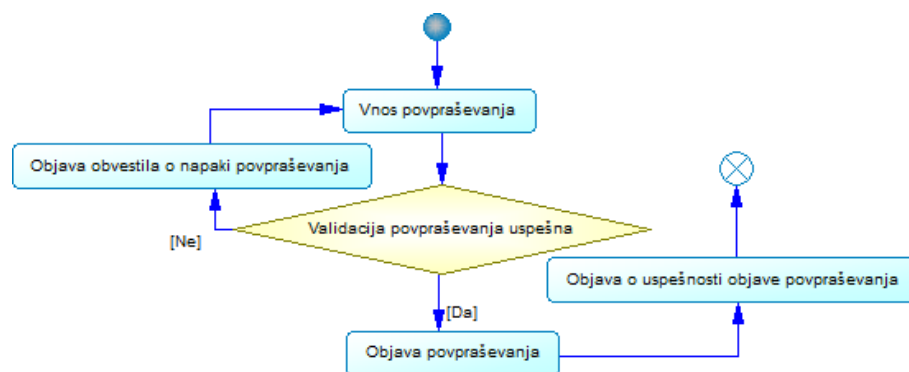 Vnos povpraševanja
Objava obvestila o napaki povpraševanja
Validacija povpraševanja uspešna
[Ne]
Objava o uspešnosti objave povpraševanja
[Da]
Objava povpraševanja